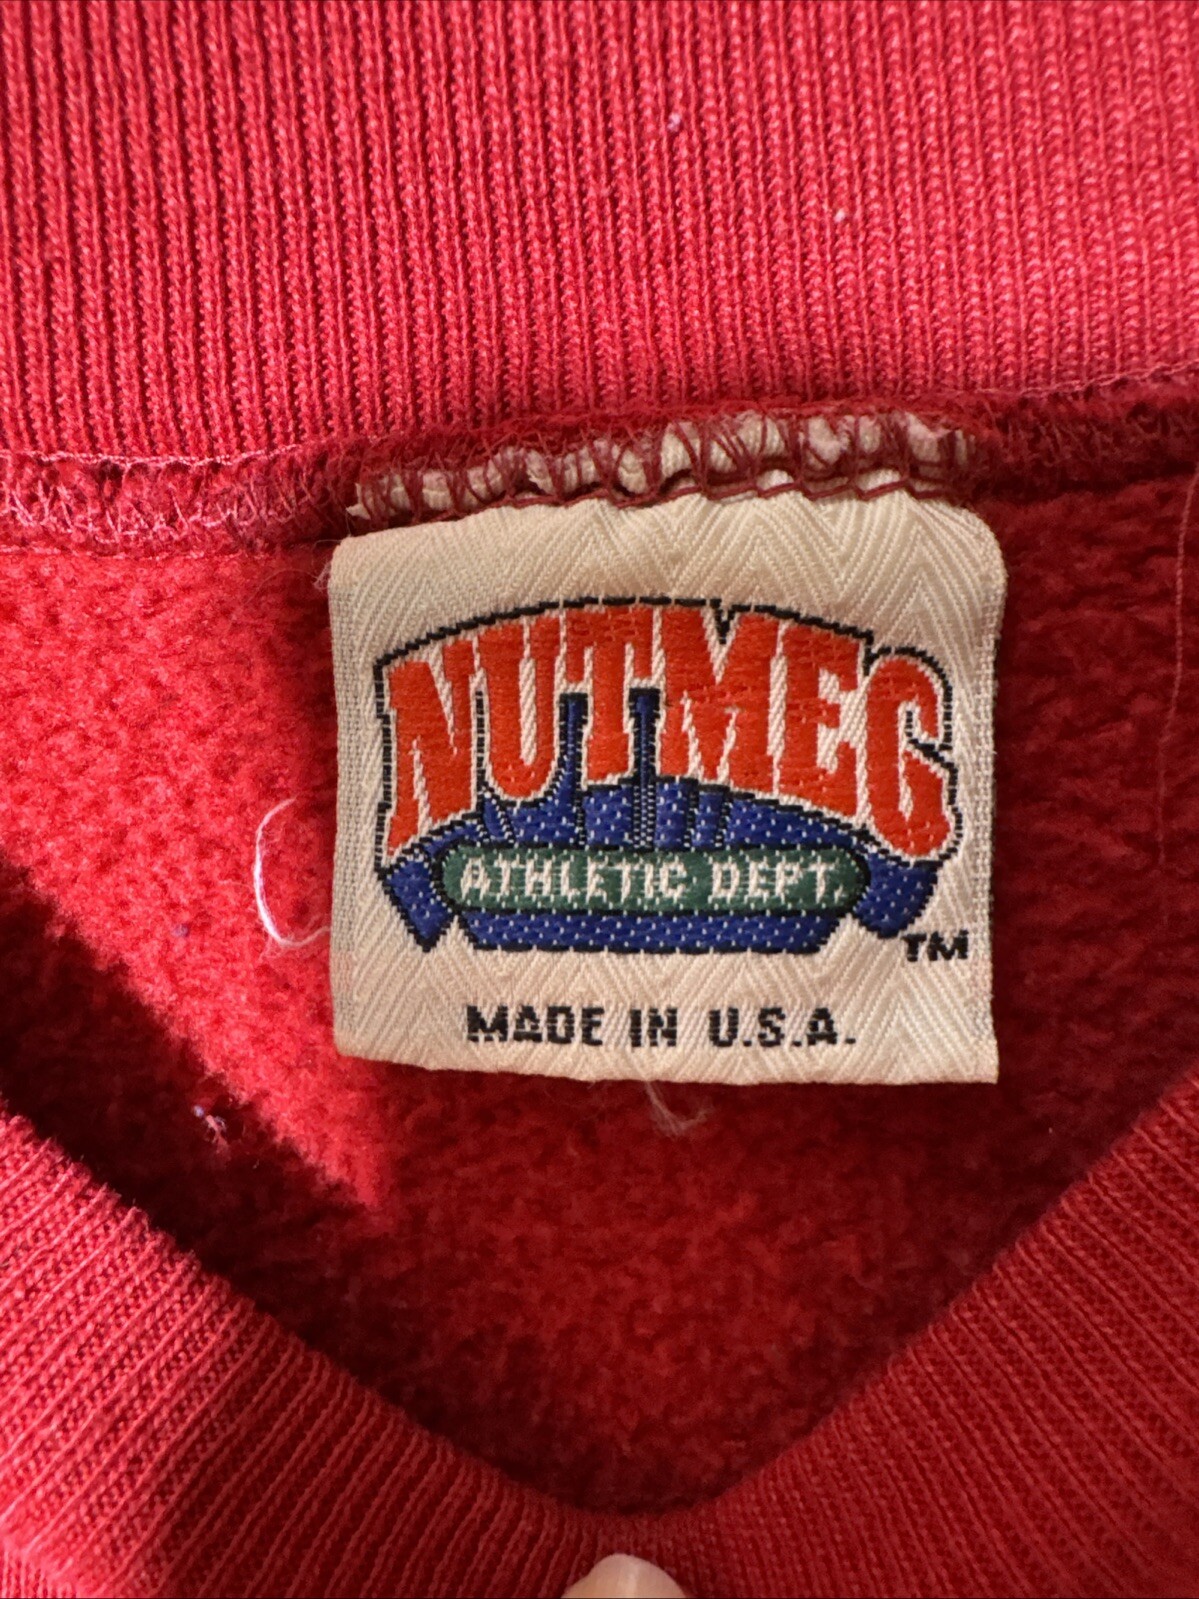 NUTMEG
ATHLETIC DEPT.
TM
MADE IN U.S.A.